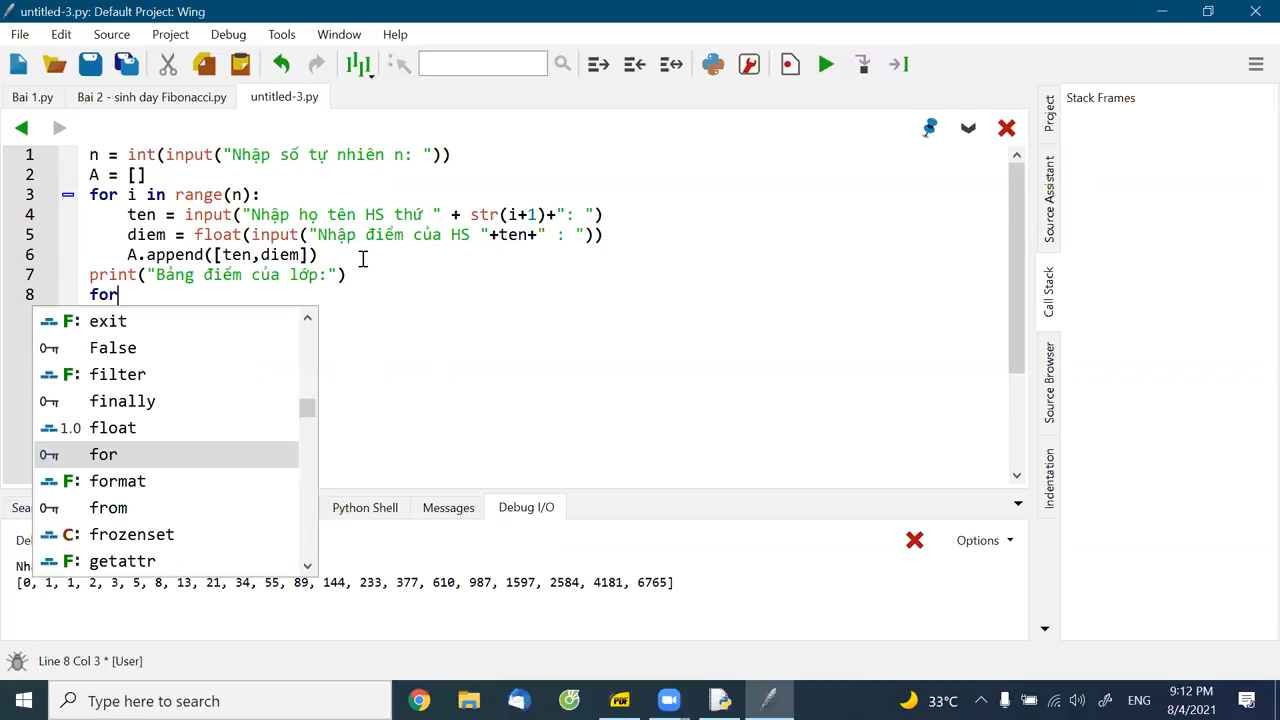 untitled-3.py: Default Project: Wing
File Edit Source Project Debug Tools Window Help
Bai 1.py Bai 2 - sinh day Fibonacci.py untitled-3.py
Stack Frames
1 n = int(input("Nhập số tự nhiên n: "))
2 A = []
3 for i in range(n):
4 ten = input("Nhập họ tên HS thứ " + str(i+1)+": ")
5 diem = float(input("Nhập điểm của HS "+ten+" : "))
6 A.append([ten,diem])
7 print("Bảng điểm của lớp:")
8 for
F: exit
False
F: filter
finally
1.0 float
for
F: format
from
C: frozenset
F: getattr
Project
Source Assistant
Call Stack
Source Browser
Indentation
Sea Python Shell Messages Debug I/O
De Options
Nh
[0, 1, 1, 2, 3, 5, 8, 13, 21, 34, 55, 89, 144, 233, 377, 610, 987, 1597, 2584, 4181, 6765]
Line 8 Col 3 * [User]
Type here to search
PDF
33°C ENG 9:12 PM
8/4/2021